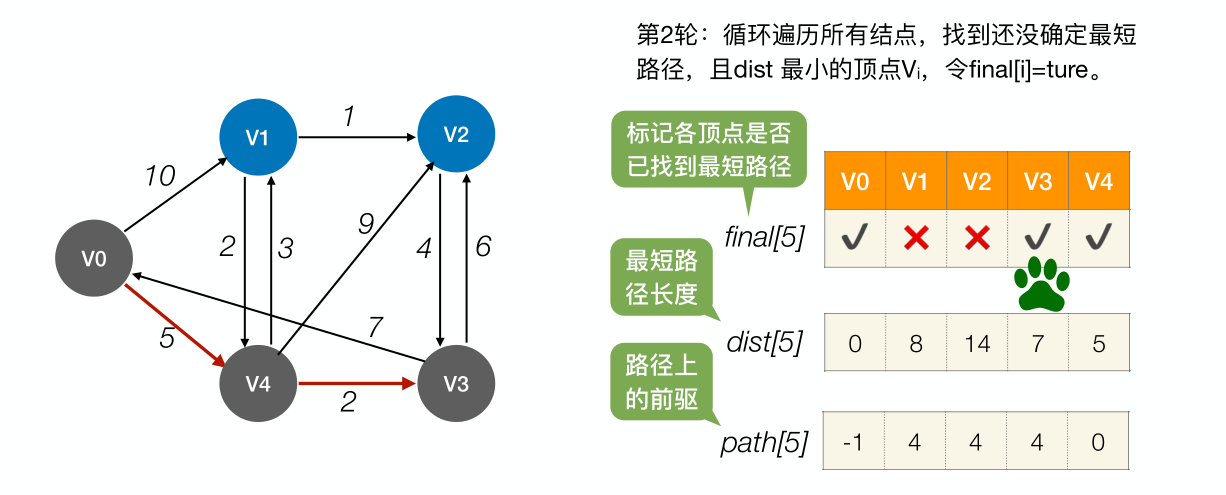 第2轮：循环遍历所有结点，找到还没确定最短
路径，且dist 最小的顶点Vᵢ，令final[i]=ture。
标记各顶点是否
已找到最短路径
V0 V1 V2 V3 V4
final[5] ✓ ✕ ✕ ✓ ✓
最短路
径长度
dist[5] 0 8 14 7 5
路径上
的前驱
path[5] -1 4 4 4 0
V1
1
V2
10
9
2
3
4
6
V0
7
5
V4
2
V3